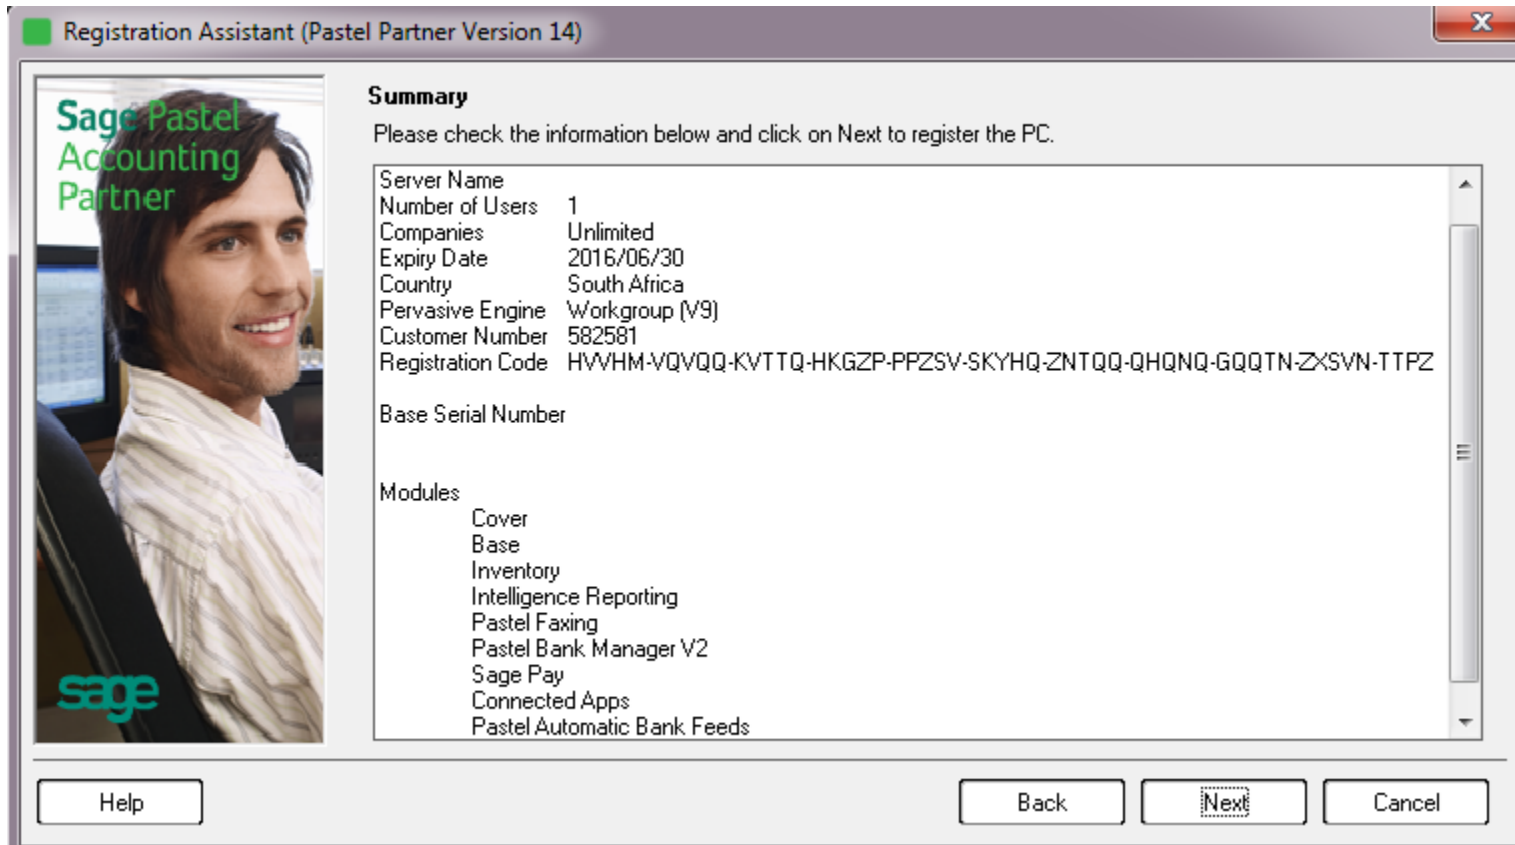 Registration Assistant (Pastel Partner Version 14)
Sage Pastel
Accounting
Partner
sage
Summary
Please check the information below and click on Next to register the PC.
Server Name
Number of Users 1
Companies Unlimited
Expiry Date 2016/06/30
Country South Africa
Pervasive Engine Workgroup (V9)
Customer Number 582581
Registration Code HVVHM-VQVQQ-KVTTQ-HKGZP-PPZSV-SKYHQ-ZNTQQ-QHQNQ-GQQTN-ZXSVN-TTPZ
Base Serial Number
Modules
Cover
Base
Inventory
Intelligence Reporting
Pastel Faxing
Pastel Bank Manager V2
Sage Pay
Connected Apps
Pastel Automatic Bank Feeds
Help
Back
Next
Cancel